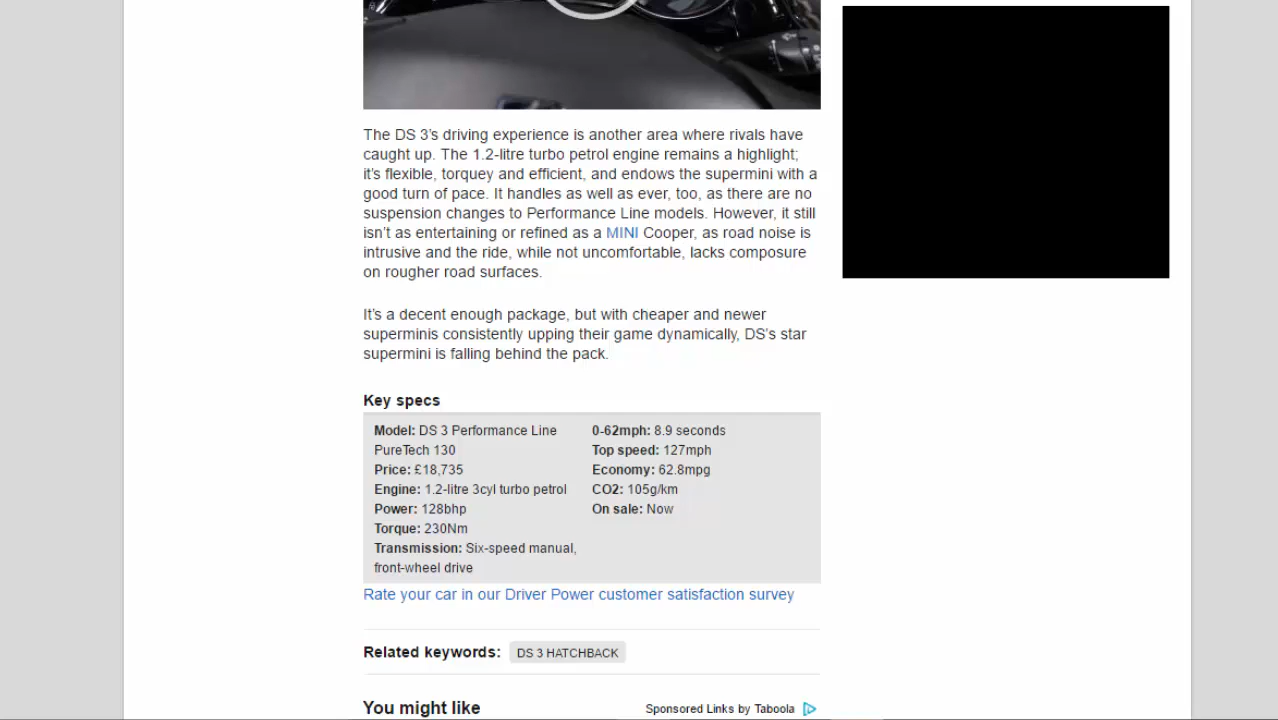 The DS 3’s driving experience is another area where rivals have
caught up. The 1.2-litre turbo petrol engine remains a highlight;
it’s flexible, torquey and efficient, and endows the supermini with a
good turn of pace. It handles as well as ever, too, as there are no
suspension changes to Performance Line models. However, it still
isn’t as entertaining or refined as a MINI Cooper, as road noise is
intrusive and the ride, while not uncomfortable, lacks composure
on rougher road surfaces.
It’s a decent enough package, but with cheaper and newer
superminis consistently upping their game dynamically, DS’s star
supermini is falling behind the pack.
Key specs
Model: DS 3 Performance Line
PureTech 130
Price: £18,735
Engine: 1.2-litre 3cyl turbo petrol
Power: 128bhp
Torque: 230Nm
Transmission: Six-speed manual,
front-wheel drive
0-62mph: 8.9 seconds
Top speed: 127mph
Economy: 62.8mpg
CO2: 105g/km
On sale: Now
Rate your car in our Driver Power customer satisfaction survey
Related keywords: DS 3 HATCHBACK
You might like
Sponsored Links by Taboola